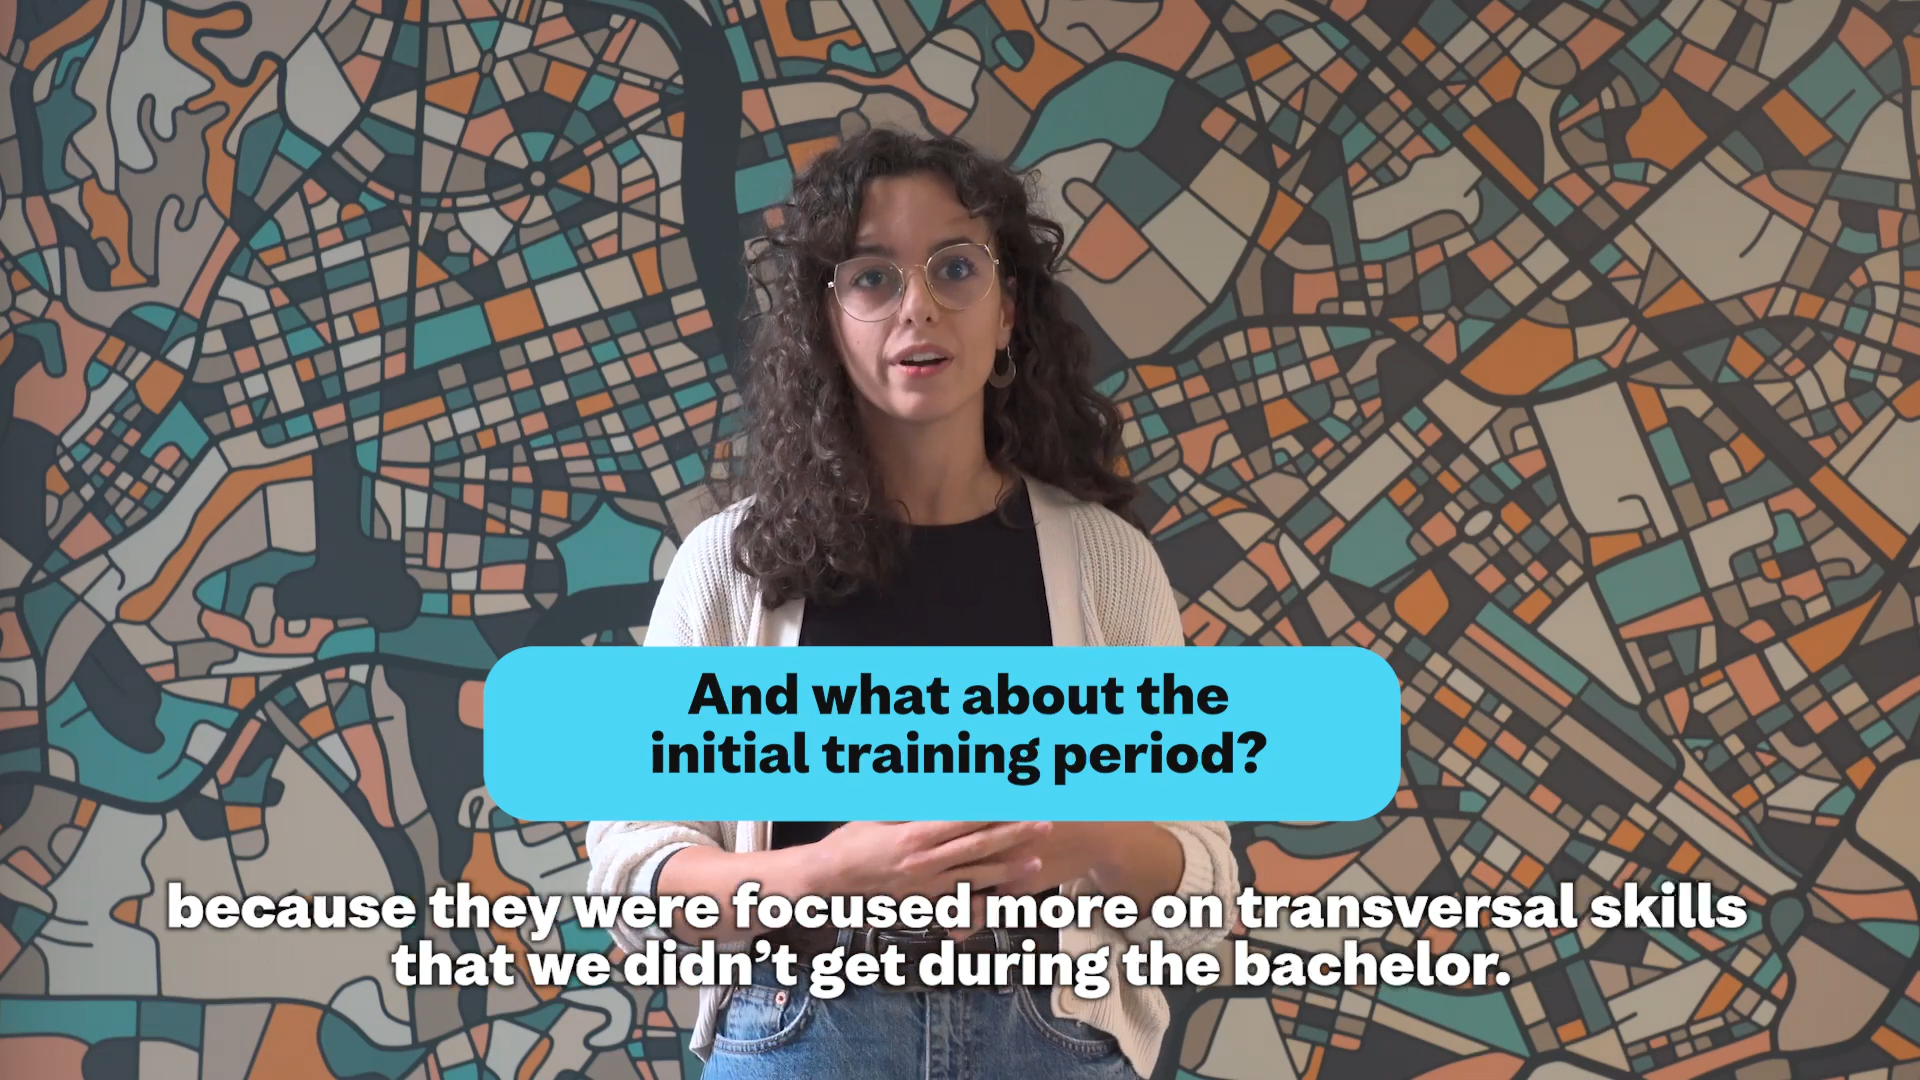 And what about the
initial training period?
because they were focused more on transversal skills
that we didn't get during the bachelor.